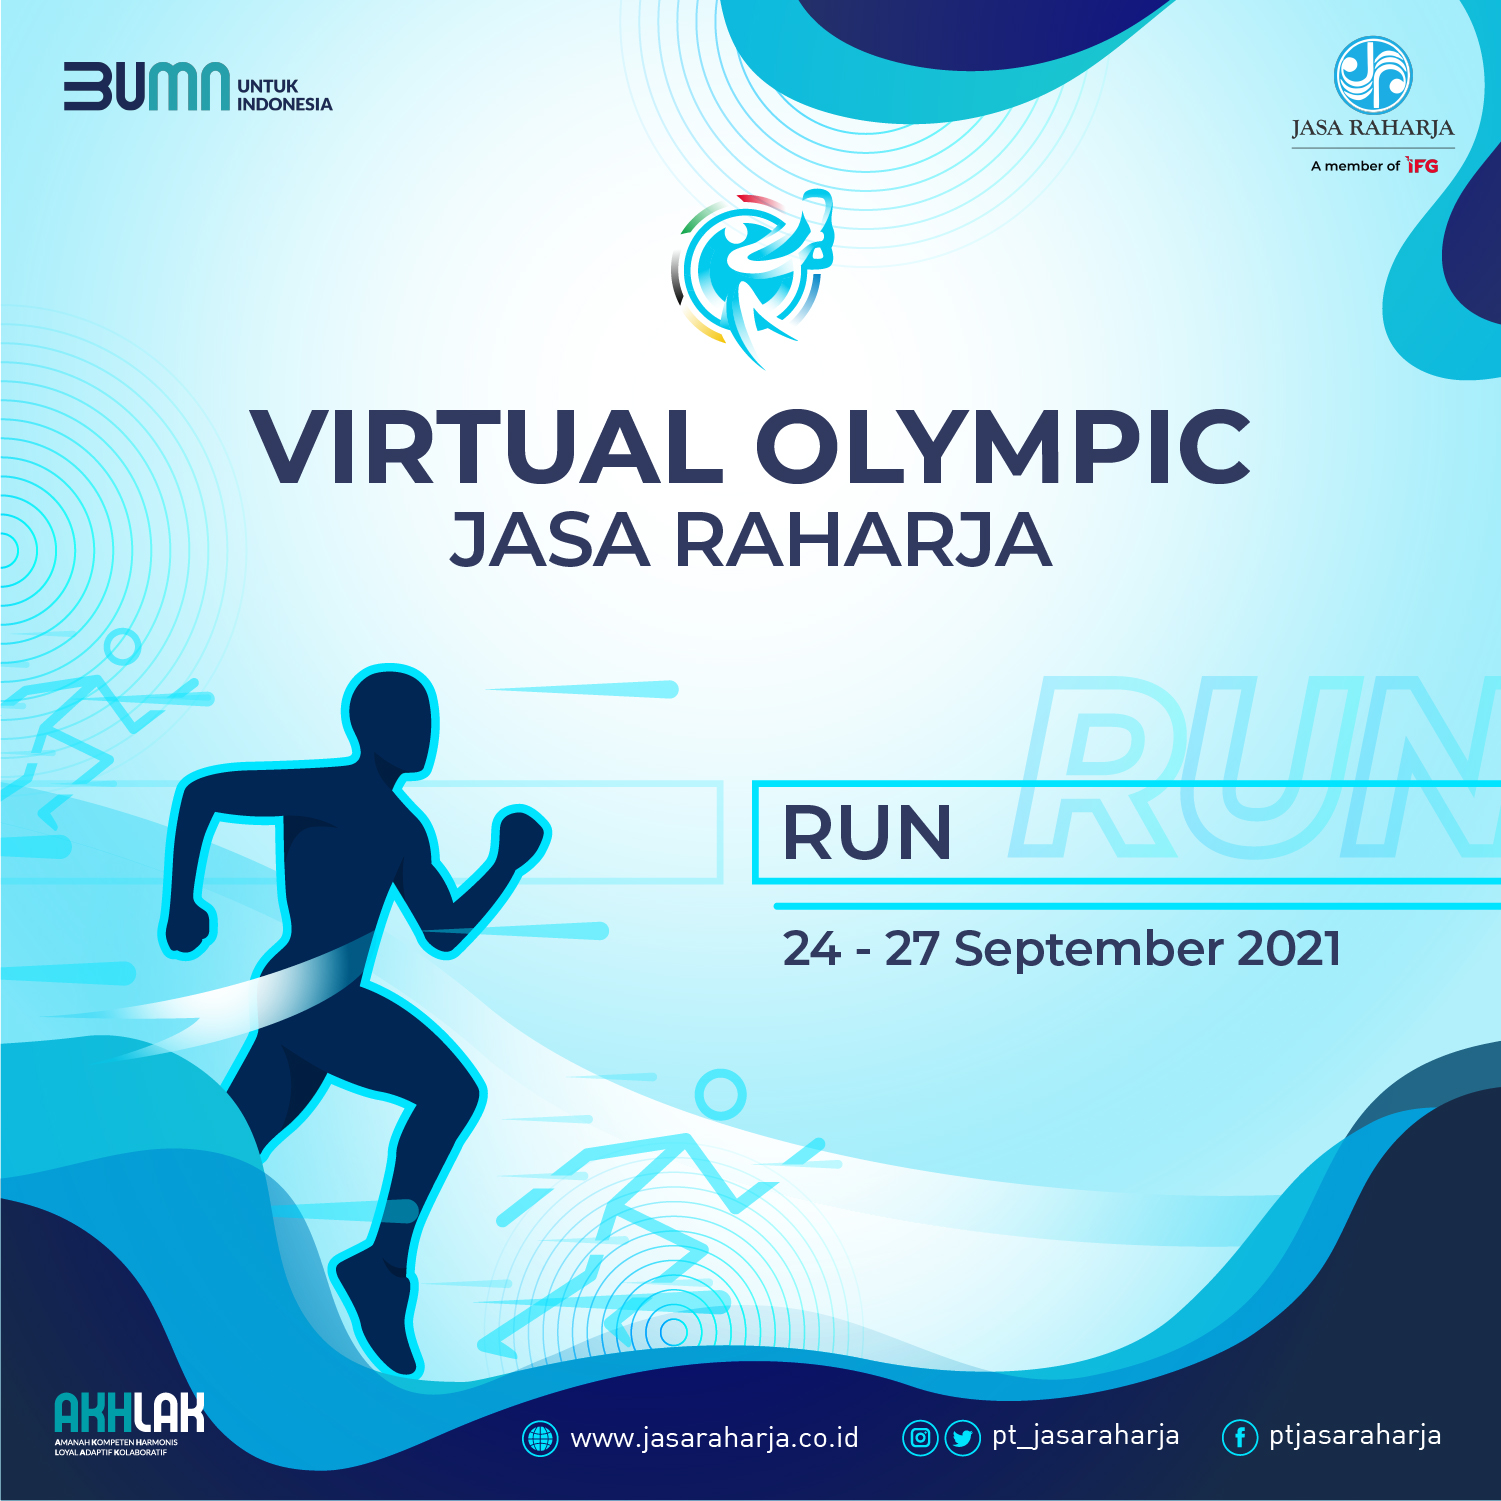 BUMN UNTUK
INDONESIA
JASA RAHARJA
A member of IFG
VIRTUAL OLYMPIC
JASA RAHARJA
RUN
RUN
24 - 27 September 2021
AKHLAK
AMANAH KOMPETEN HARMONIS
LOYAL ADAPTIF KOLABORATIF
www.jasaraharja.co.id
pt_jasaraharja
ptjasaraharja